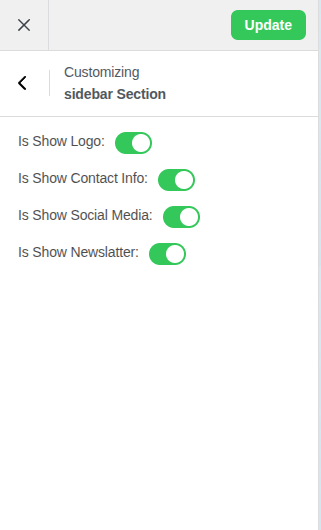 Update
Customizing
sidebar Section
Is Show Logo:
Is Show Contact Info:
Is Show Social Media:
Is Show Newslatter: